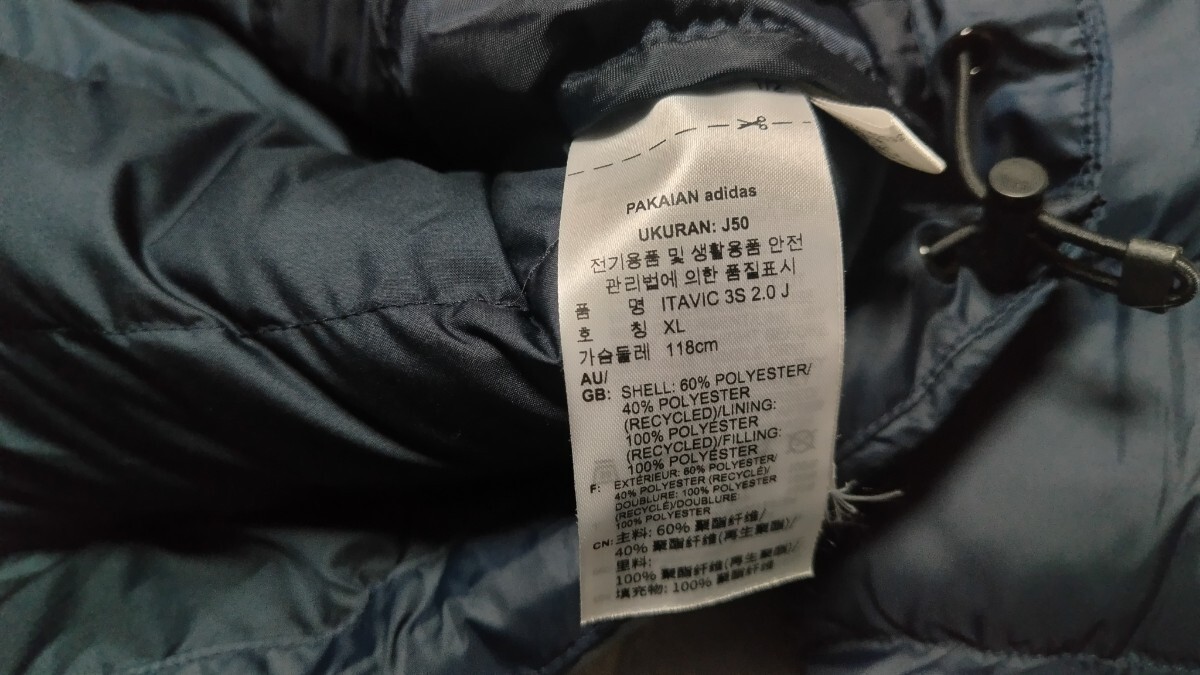 PAKAIAN adidas
UKURAN: J50
전기용품 및 생활용품 안전
관리법에 의한 품질표시
품 명 ITAVIC 3S 2.0 J
호 칭 XL
가슴둘레 118cm
AU/
GB: SHELL: 60% POLYESTER/
40% POLYESTER
(RECYCLED)/LINING:
100% POLYESTER
(RECYCLED)/FILLING:
100% POLYESTER
F: EXTÉRIEUR: 60% POLYESTER/
40% POLYESTER (RECYCLÉ)/
DOUBLURE: 100% POLYESTER
(RECYCLÉ)/DOUBLURE:
100% POLYESTER
CN: 主料: 60% 聚酯纤维/
40% 聚酯纤维(再生聚酯)/
里料:
100% 聚酯纤维(再生聚酯)/
填充物: 100% 聚酯纤维